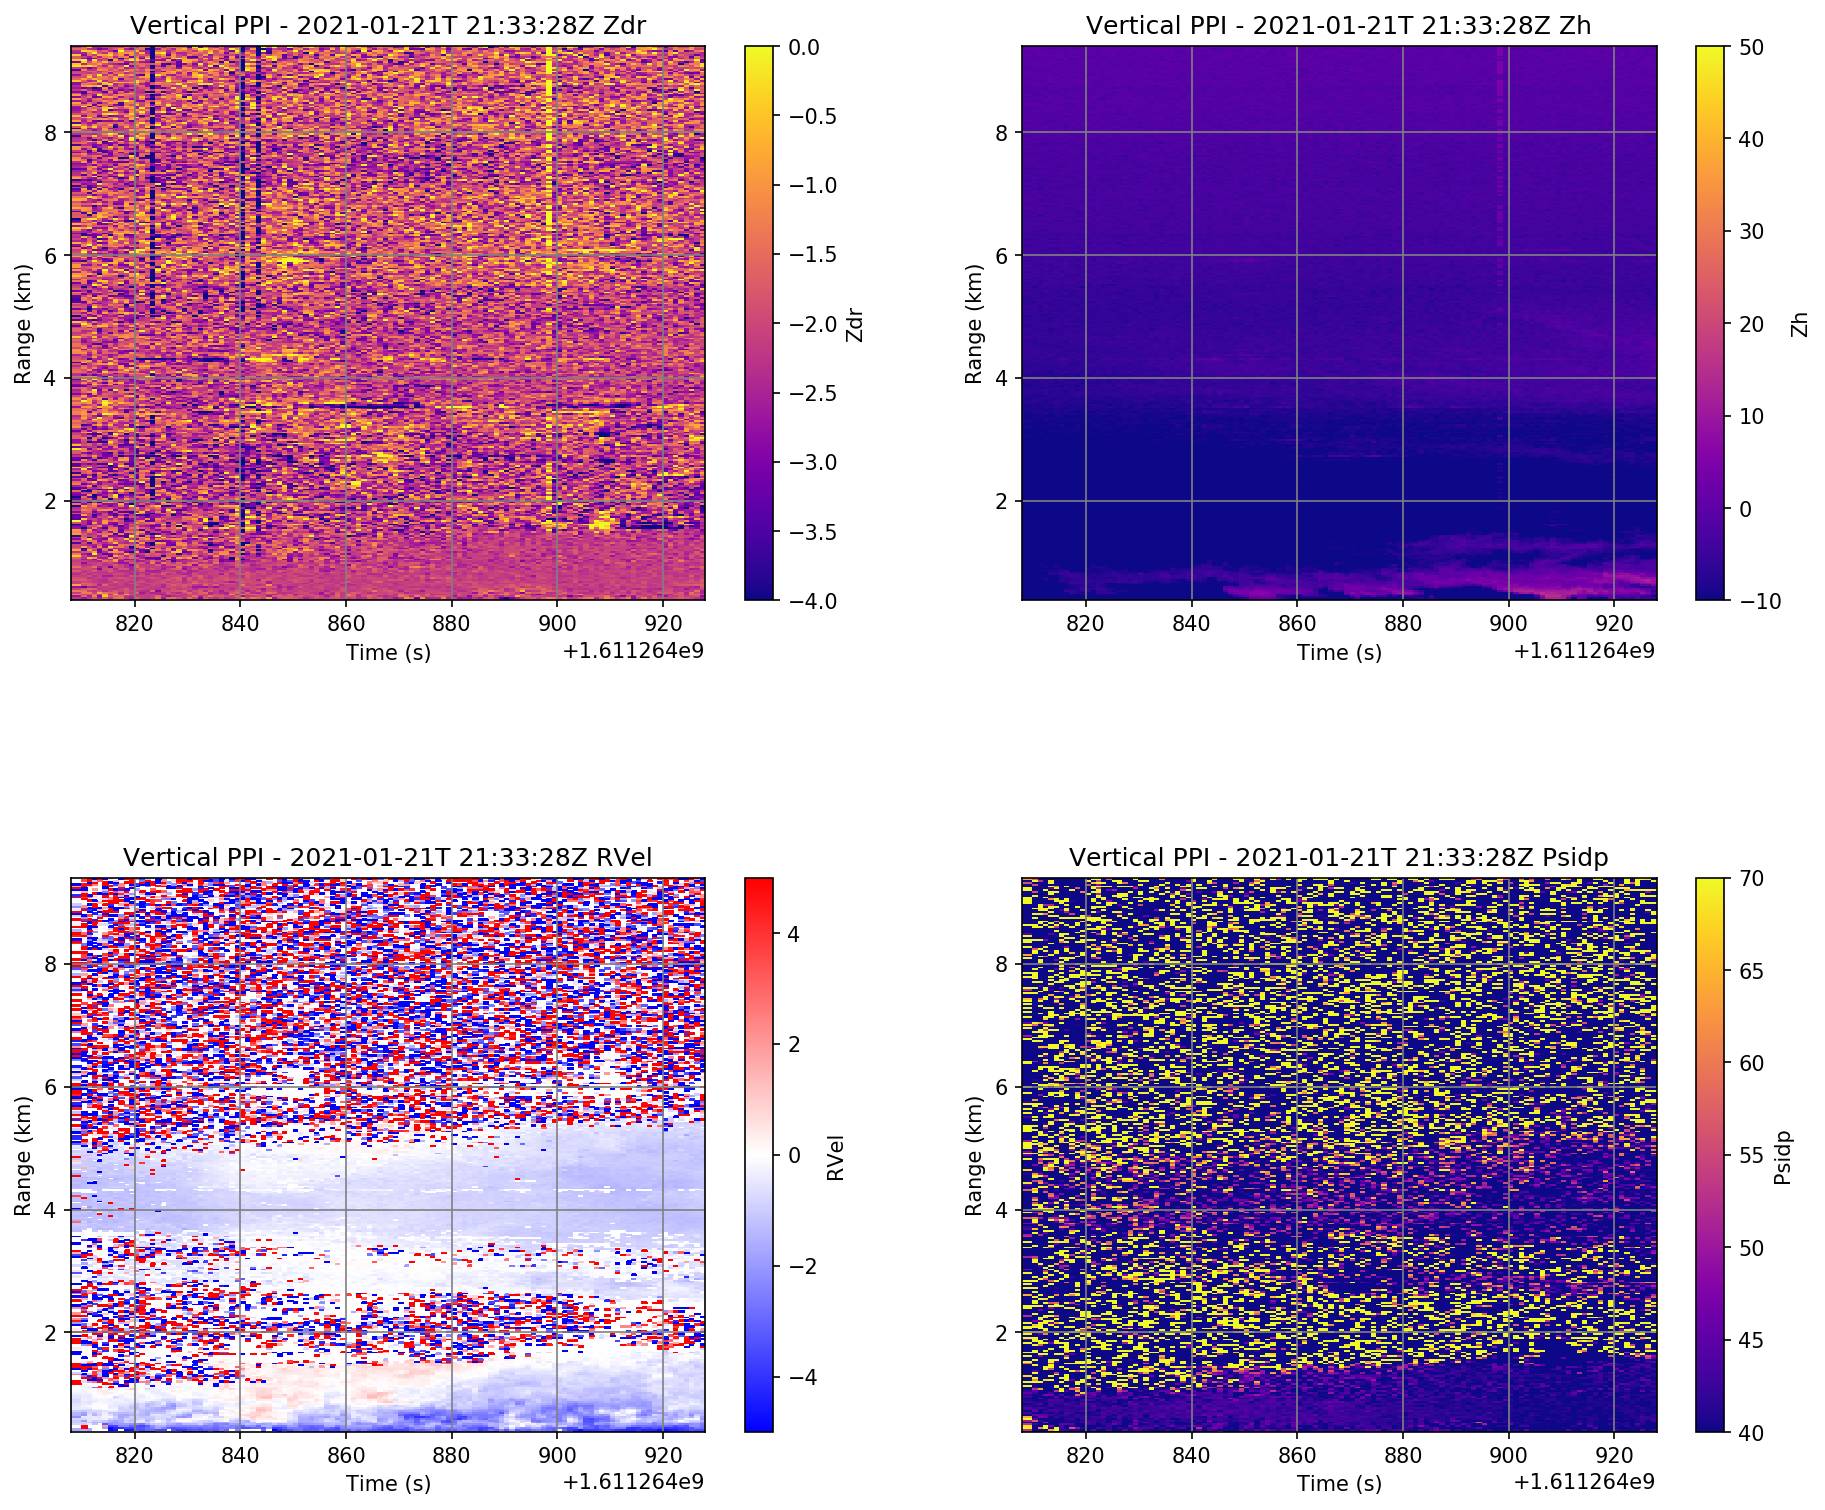 Vertical PPI - 2021-01-21T 21:33:28Z Zdr
8
6
4
2
Range (km)
820 840 860 880 900 920
Time (s)
+1.611264e9
0.0
−0.5
−1.0
−1.5
−2.0
−2.5
−3.0
−3.5
−4.0
Zdr
Vertical PPI - 2021-01-21T 21:33:28Z Zh
8
6
4
2
Range (km)
820 840 860 880 900 920
Time (s)
+1.611264e9
50
40
30
20
10
0
−10
Zh
Vertical PPI - 2021-01-21T 21:33:28Z RVel
8
6
4
2
Range (km)
820 840 860 880 900 920
Time (s)
+1.611264e9
4
2
0
−2
−4
RVel
Vertical PPI - 2021-01-21T 21:33:28Z Psidp
8
6
4
2
Range (km)
820 840 860 880 900 920
Time (s)
+1.611264e9
70
65
60
55
50
45
40
Psidp